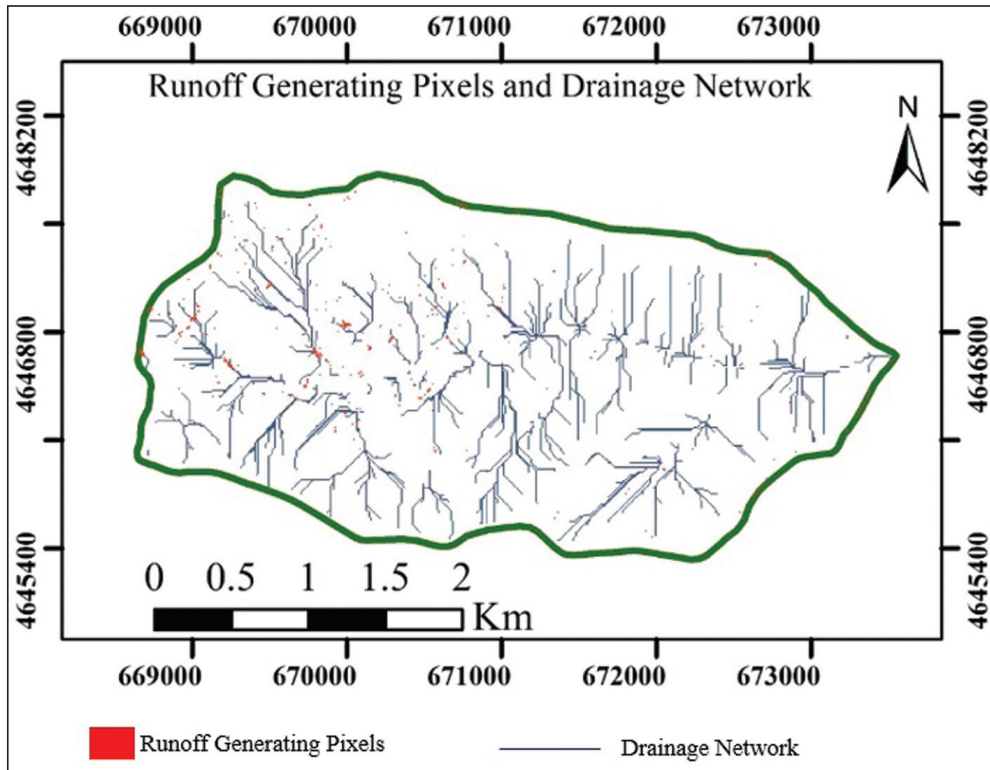 669000 670000 671000 672000 673000
Runoff Generating Pixels and Drainage Network
N
4648200 4648200
4646800 4646800
4645400 4645400
0 0.5 1 1.5 2
Km
669000 670000 671000 672000 673000
Runoff Generating Pixels Drainage Network